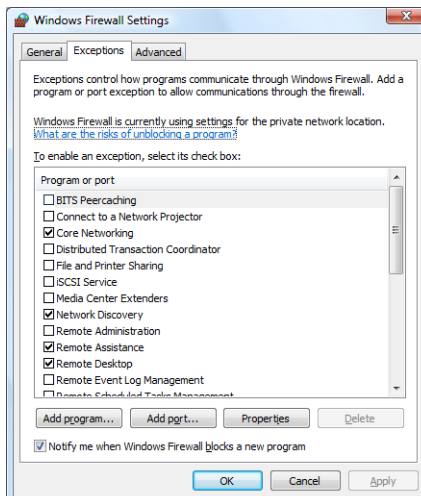 Windows Firewall Settings
General Exceptions Advanced
Exceptions control how programs communicate through Windows Firewall. Add a
program or port exception to allow communications through the firewall.
Windows Firewall is currently using settings for the private network location.
What are the risks of unblocking a program?
To enable an exception, select its check box:
Program or port
BITS Peercaching
Connect to a Network Projector
Core Networking
Distributed Transaction Coordinator
File and Printer Sharing
iSCSI Service
Media Center Extenders
Network Discovery
Remote Administration
Remote Assistance
Remote Desktop
Remote Event Log Management
Remote Scheduled Tasks Management
Add program... Add port... Properties Delete
Notify me when Windows Firewall blocks a new program
OK Cancel Apply